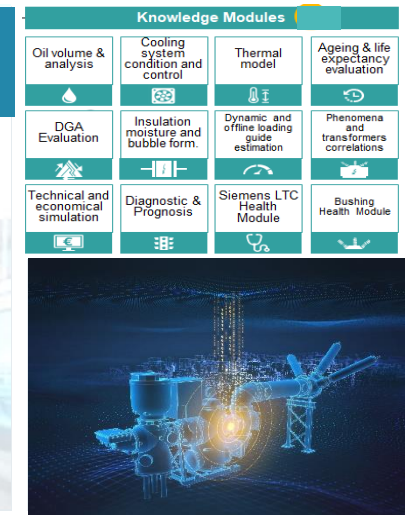 Knowledge Modules
Oil volume &
analysis
Cooling
system
condition and
control
Thermal
model
Ageing & life
expectancy
evaluation
DGA
Evaluation
Insulation
moisture and
bubble form.
Dynamic and
offline loading
guide
estimation
Phenomena
and
transformers
correlations
Technical and
economical
simulation
Diagnostic &
Prognosis
Siemens LTC
Health
Module
Bushing
Health Module